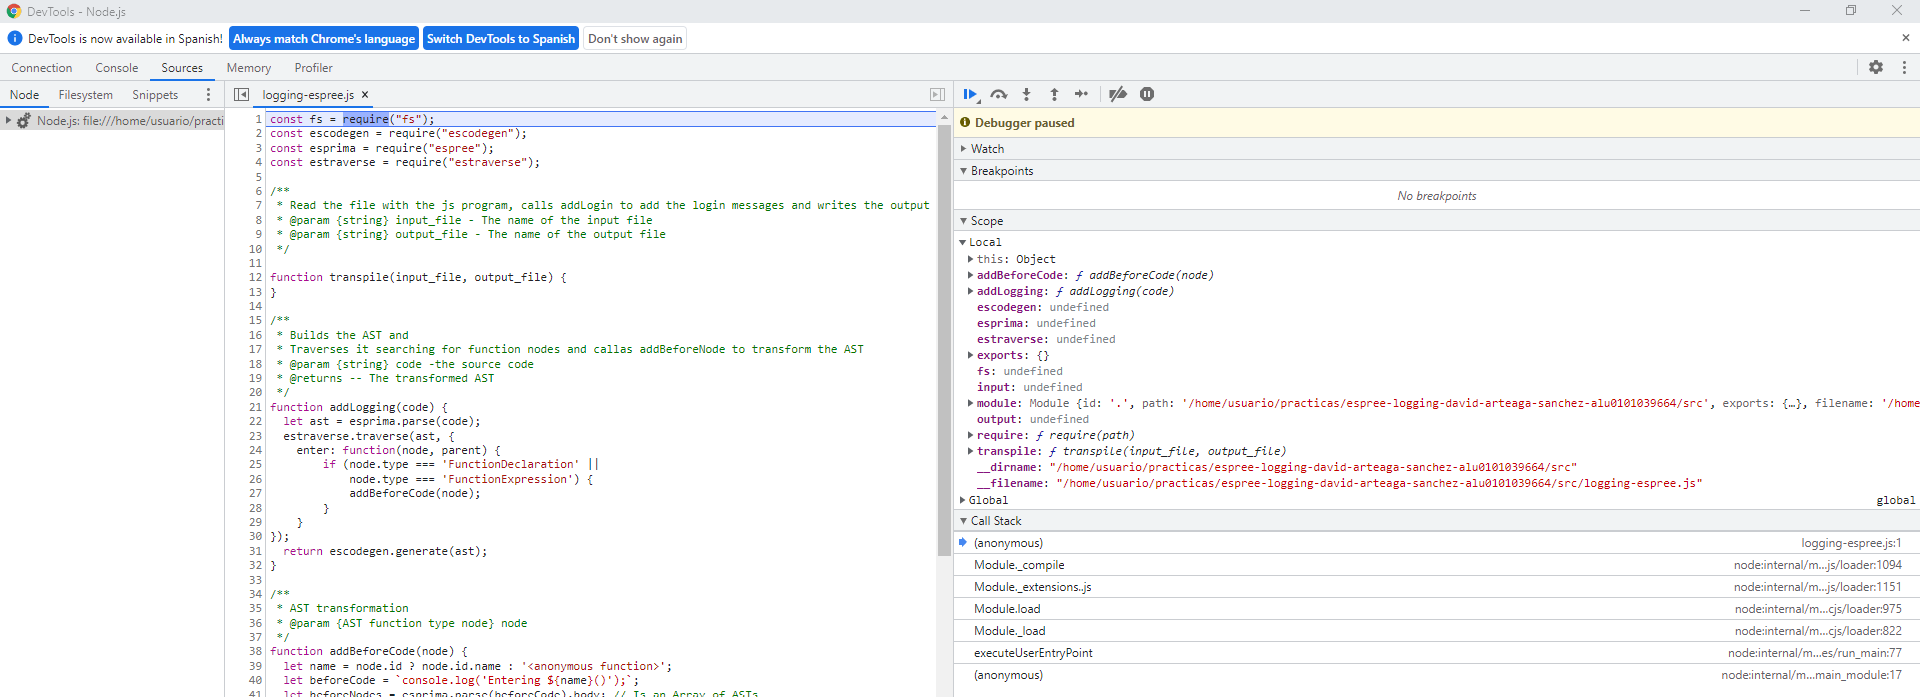 DevTools - Node.js
DevTools is now available in Spanish! Always match Chrome's language Switch DevTools to Spanish Don't show again
Connection Console Sources Memory Profiler
Node Filesystem Snippets
Node.js: file:///home/usuario/practi
logging-espree.js
1 const fs = require("fs");
2 const escodegen = require("escodegen");
3 const esprima = require("espree");
4 const estraverse = require("estraverse");
5
6 /**
7 * Read the file with the js program, calls addLogin to add the login messages and writes the output
8 * @param {string} input_file - The name of the input file
9 * @param {string} output_file - The name of the output file
10 */
11
12 function transpile(input_file, output_file) {
13 }
14
15 /**
16 * Builds the AST and
17 * Traverses it searching for function nodes and callas addBeforeNode to transform the AST
18 * @param {string} code -the source code
19 * @returns -- The transformed AST
20 */
21 function addLogging(code) {
22 let ast = esprima.parse(code);
23 estraverse.traverse(ast, {
24 enter: function(node, parent) {
25 if (node.type === 'FunctionDeclaration' ||
26 node.type === 'FunctionExpression') {
27 addBeforeCode(node);
28 }
29 }
30 });
31 return escodegen.generate(ast);
32 }
33
34 /**
35 * AST transformation
36 * @param {AST function type node} node
37 */
38 function addBeforeCode(node) {
39 let name = node.id ? node.id.name : '<anonymous function>';
40 let beforeCode = `console.log('Entering ${name}()');`;
41 let beforeNodes = esprima.parse(beforeCode).body; // Is an Array of ASTs
Debugger paused
Watch
Breakpoints
No breakpoints
Scope
Local
this: Object
addBeforeCode: ƒ addBeforeCode(node)
addLogging: ƒ addLogging(code)
escodegen: undefined
esprima: undefined
estraverse: undefined
exports: {}
fs: undefined
input: undefined
module: Module {id: '.', path: '/home/usuario/practicas/espree-logging-david-arteaga-sanchez-alu0101039664/src', exports: {…}, filename: '/home
output: undefined
require: ƒ require(path)
transpile: ƒ transpile(input_file, output_file)
__dirname: "/home/usuario/practicas/espree-logging-david-arteaga-sanchez-alu0101039664/src"
__filename: "/home/usuario/practicas/espree-logging-david-arteaga-sanchez-alu0101039664/src/logging-espree.js"
Global global
Call Stack
(anonymous) logging-espree.js:1
Module._compile node:internal/m…js/loader:1094
Module._extensions..js node:internal/m…js/loader:1151
Module.load node:internal/m…cjs/loader:975
Module._load node:internal/m…cjs/loader:822
executeUserEntryPoint node:internal/m…es/run_main:77
(anonymous) node:internal/m…main_module:17